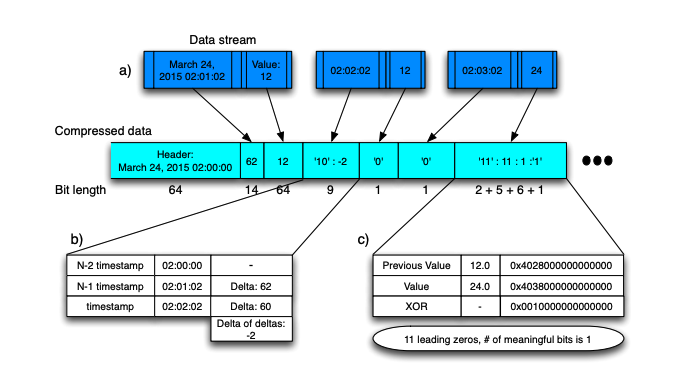 Data stream
a)
March 24,
2015 02:01:02
Value:
12
02:02:02
12
02:03:02
24
Compressed data
Header:
March 24, 2015 02:00:00
62
12
'10' : -2
'0'
'0'
'11' : 11 : 1 :'1'
Bit length
64
14
64
9
1
1
2 + 5 + 6 + 1
b)
N-2 timestamp 02:00:00 -
N-1 timestamp 02:01:02 Delta: 62
timestamp 02:02:02 Delta: 60
Delta of deltas:
-2
c)
Previous Value 12.0 0x4028000000000000
Value 24.0 0x4038000000000000
XOR - 0x0010000000000000
11 leading zeros, # of meaningful bits is 1